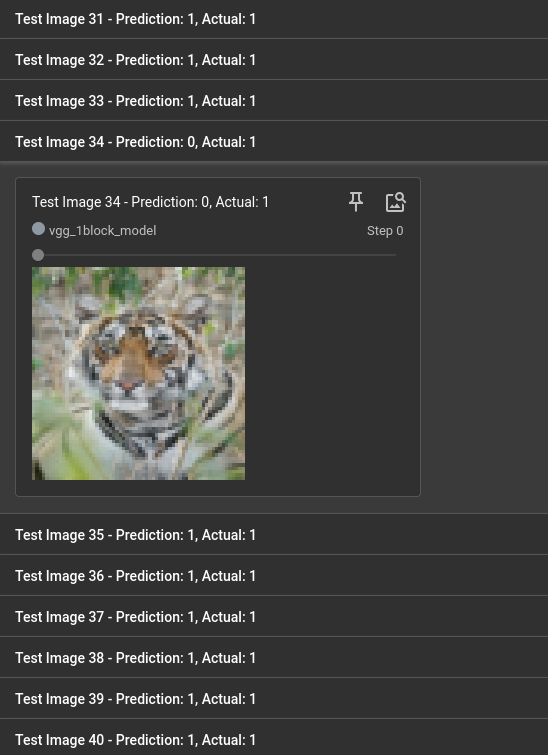 Test Image 31 - Prediction: 1, Actual: 1
Test Image 32 - Prediction: 1, Actual: 1
Test Image 33 - Prediction: 1, Actual: 1
Test Image 34 - Prediction: 0, Actual: 1
Test Image 34 - Prediction: 0, Actual: 1
vgg_1block_model Step 0
Test Image 35 - Prediction: 1, Actual: 1
Test Image 36 - Prediction: 1, Actual: 1
Test Image 37 - Prediction: 1, Actual: 1
Test Image 38 - Prediction: 1, Actual: 1
Test Image 39 - Prediction: 1, Actual: 1
Test Image 40 - Prediction: 1, Actual: 1